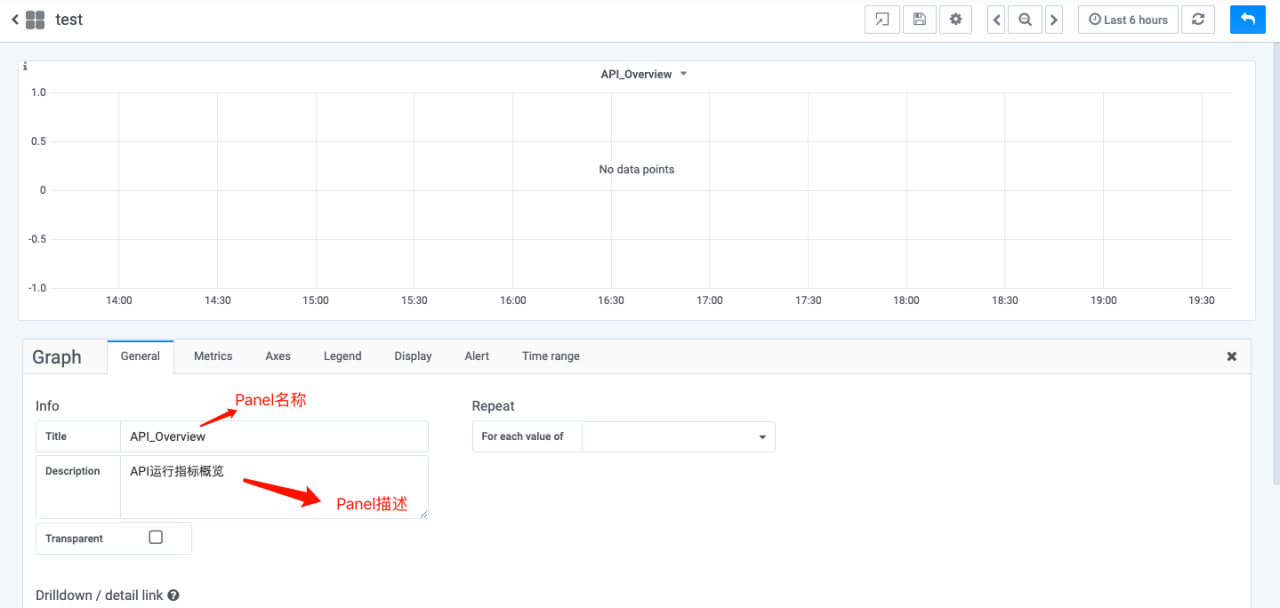 test
Last 6 hours
API_Overview
1.0
0.5
No data points
0
-0.5
-1.0
14:00 14:30 15:00 15:30 16:00 16:30 17:00 17:30 18:00 18:30 19:00 19:30
Graph General Metrics Axes Legend Display Alert Time range
Panel名称
Info
Repeat
Title API_Overview
For each value of
Description API运行指标概览
Panel描述
Transparent
Drilldown / detail link